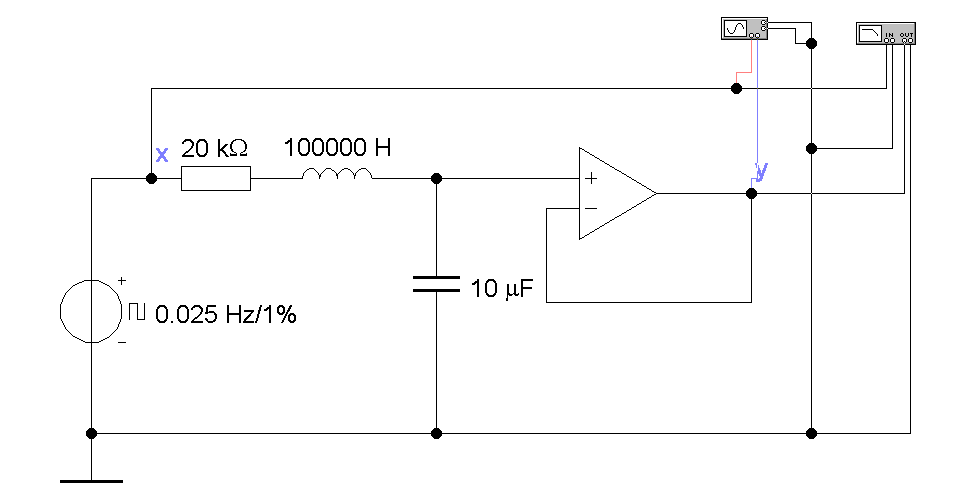 IN OUT
x
20 kΩ
100000 H
y
+
−
10 µF
+
0.025 Hz/1%
−